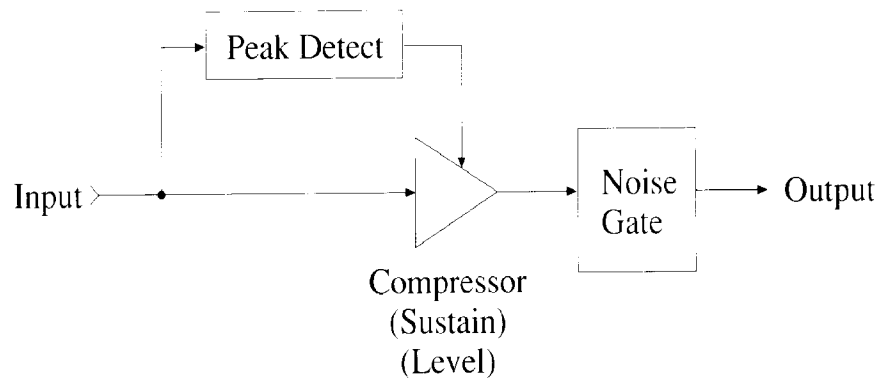 Peak Detect
Input
Noise
Gate
Output
Compressor
(Sustain)
(Level)